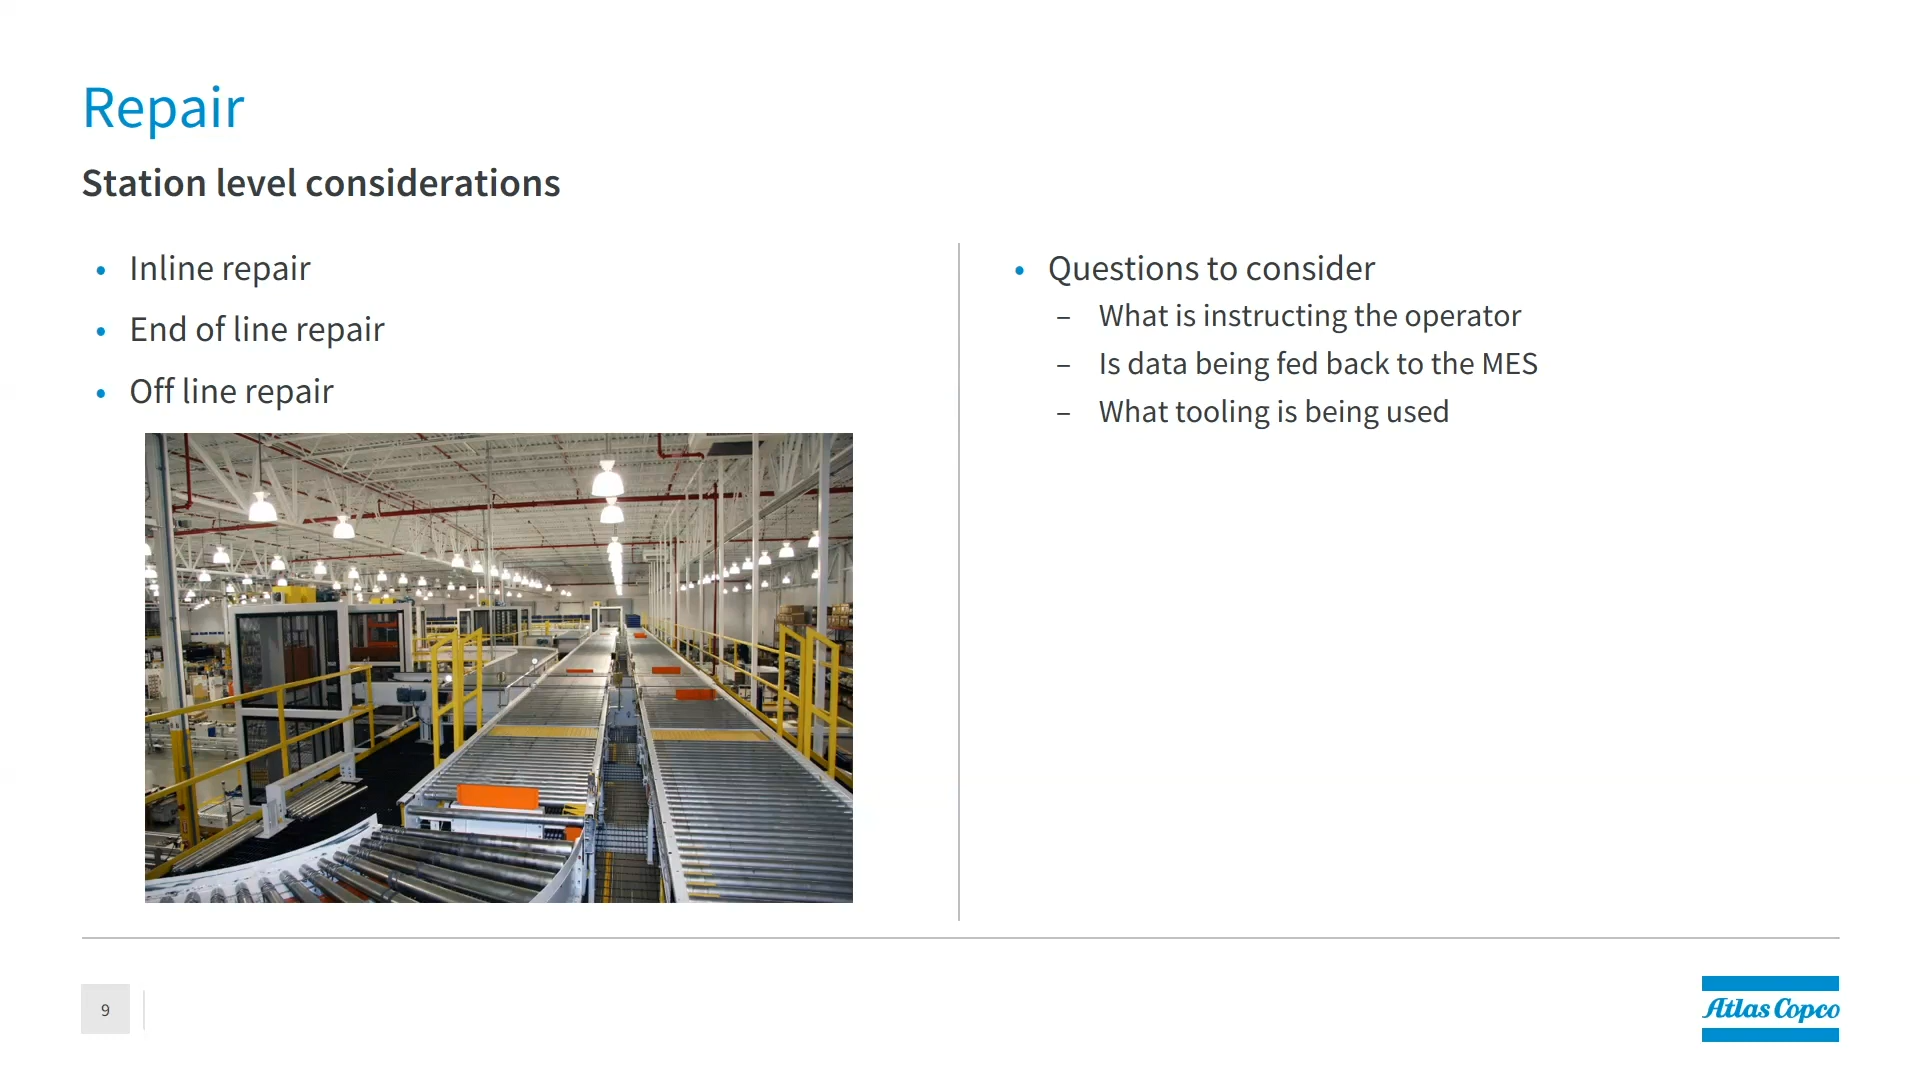 Repair
Station level considerations
• Inline repair
• End of line repair
• Off line repair
• Questions to consider
– What is instructing the operator
– Is data being fed back to the MES
– What tooling is being used
9
Atlas Copco